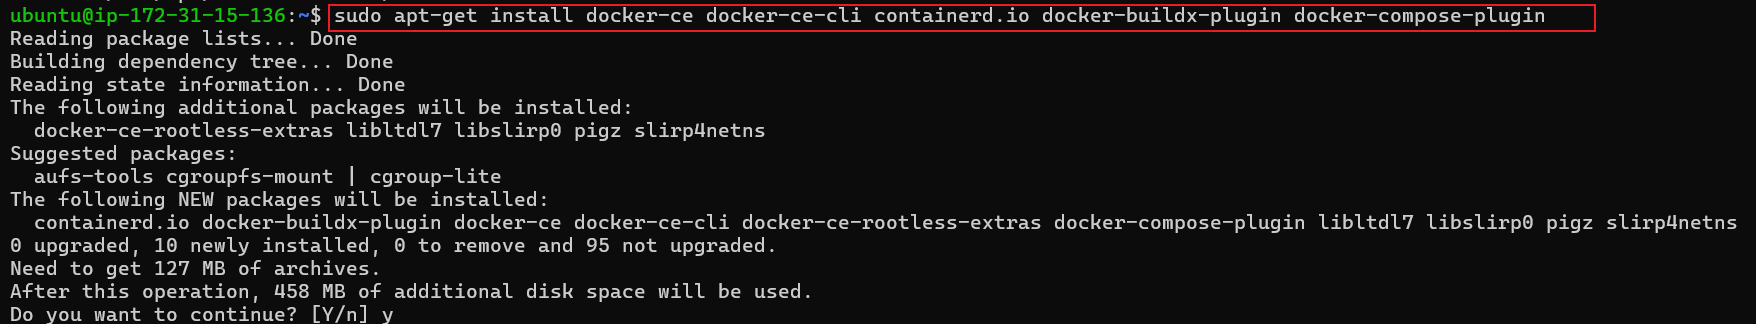 ubuntu@ip-172-31-15-136:~$ sudo apt-get install docker-ce docker-ce-cli containerd.io docker-buildx-plugin docker-compose-plugin
Reading package lists... Done
Building dependency tree... Done
Reading state information... Done
The following additional packages will be installed:
  docker-ce-rootless-extras libltdl7 libslirp0 pigz slirp4netns
Suggested packages:
  aufs-tools cgroupfs-mount | cgroup-lite
The following NEW packages will be installed:
  containerd.io docker-buildx-plugin docker-ce docker-ce-cli docker-ce-rootless-extras docker-compose-plugin libltdl7 libslirp0 pigz slirp4netns
0 upgraded, 10 newly installed, 0 to remove and 95 not upgraded.
Need to get 127 MB of archives.
After this operation, 458 MB of additional disk space will be used.
Do you want to continue? [Y/n] y